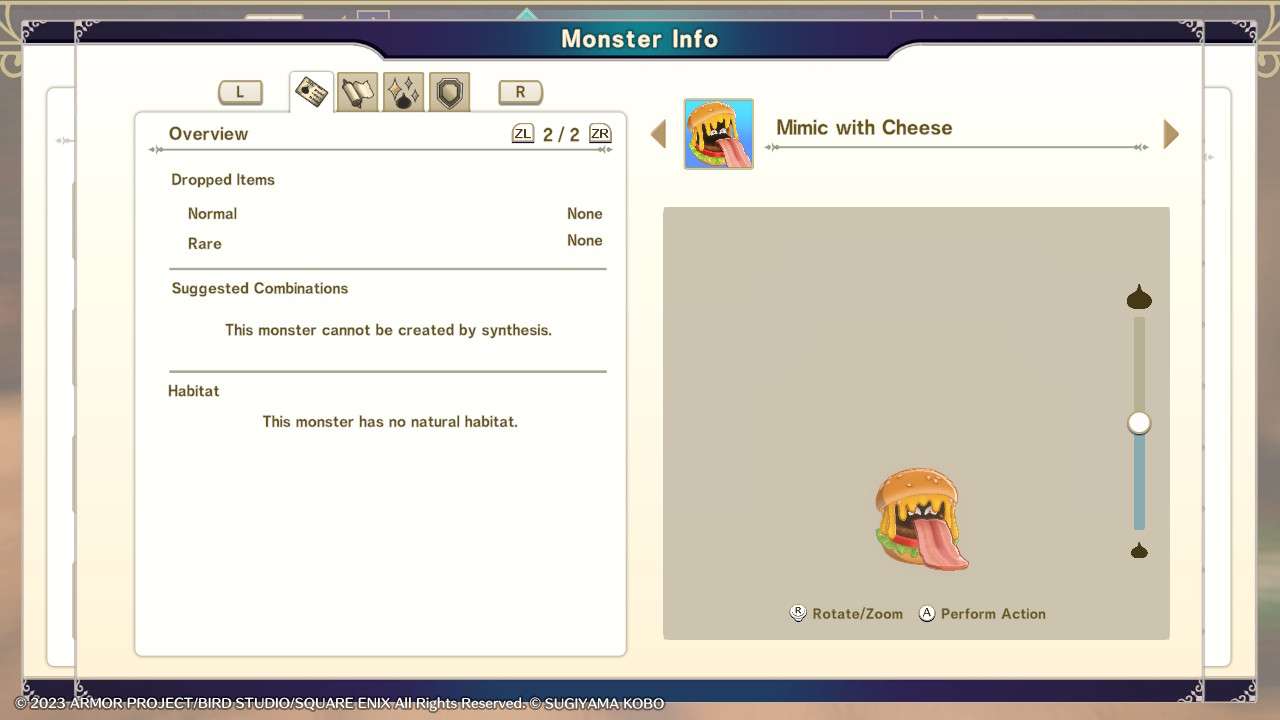 Monster Info
L
R
Overview
ZL 2 / 2 ZR
Mimic with Cheese
Dropped Items
Normal None
Rare None
Suggested Combinations
This monster cannot be created by synthesis.
Habitat
This monster has no natural habitat.
R Rotate/Zoom A Perform Action
© 2023 ARMOR PROJECT/BIRD STUDIO/SQUARE ENIX All Rights Reserved. © SUGIYAMA KOBO